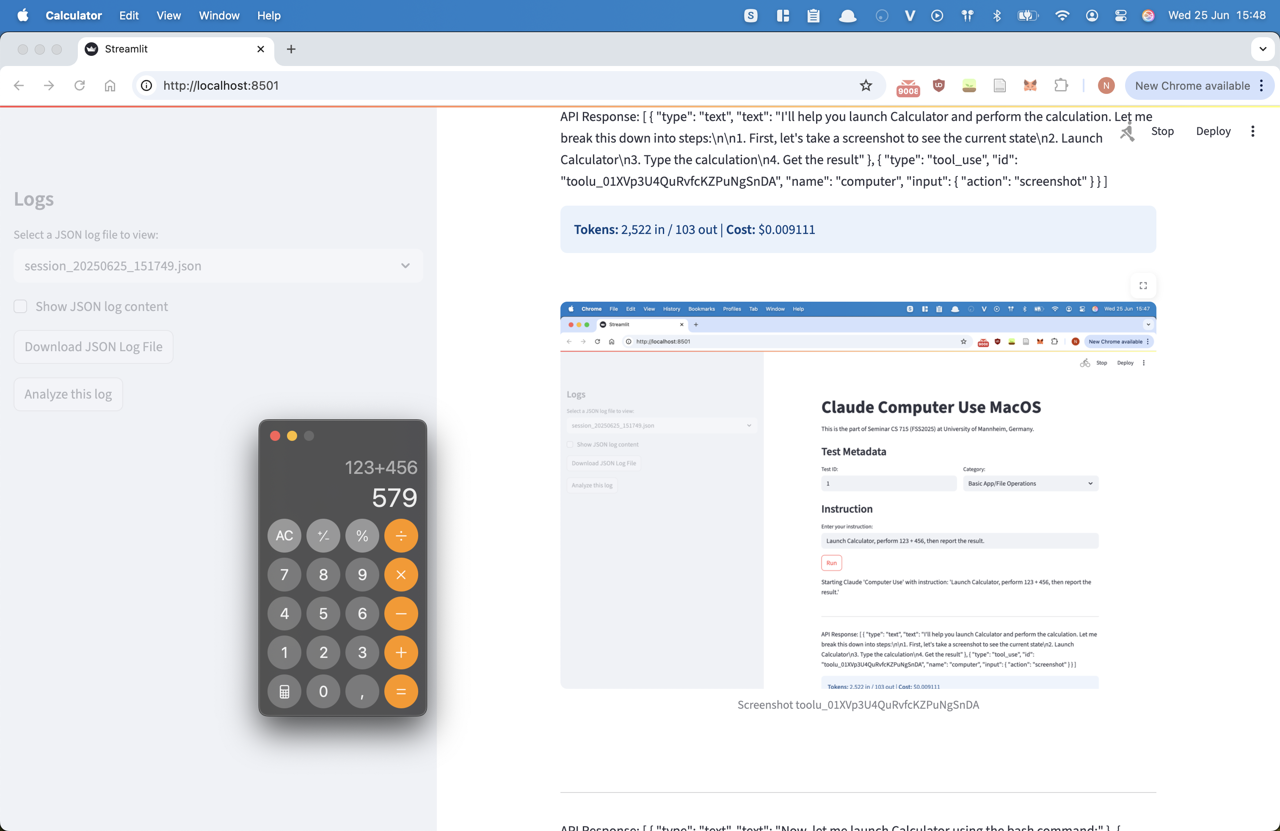 Calculator Edit View Window Help Wed 25 Jun 15:48
Streamlit
http://localhost:8501
9008
N
New Chrome available
Stop
Deploy
API Response: [ { "type": "text", "text": "I'll help you launch Calculator and perform the calculation. Let me
break this down into steps:\n\n1. First, let's take a screenshot to see the current state\n2. Launch
Calculator\n3. Type the calculation\n4. Get the result" }, { "type": "tool_use", "id":
"toolu_01XVp3U4QuRvfcKZPuNgSnDA", "name": "computer", "input": { "action": "screenshot" } } ]
Tokens: 2,522 in / 103 out | Cost: $0.009111
Logs
Select a JSON log file to view:
session_20250625_151749.json
Show JSON log content
Download JSON Log File
Analyze this log
123+456
579
AC +/- % ÷
7 8 9 ×
4 5 6 −
1 2 3 +
0 , =
Chrome File Edit View History Bookmarks Profiles Tab Window Help Wed 25 Jun 15:47
Streamlit
http://localhost:8501
New Chrome available
Stop
Deploy
Logs
Select a JSON log file to view:
session_20250625_151749.json
Show JSON log content
Download JSON Log File
Analyze this log
Claude Computer Use MacOS
This is the part of Seminar CS 715 (FSS2025) at University of Mannheim, Germany.
Test Metadata
Test ID: Category:
1 Basic App/File Operations
Instruction
Enter your instruction:
Launch Calculator, perform 123 + 456, then report the result.
Run
Starting Claude 'Computer Use' with instruction: 'Launch Calculator, perform 123 + 456, then report the
result.'
API Response: [ { "type": "text", "text": "I'll help you launch Calculator and perform the calculation. Let me
break this down into steps:\n\n1. First, let's take a screenshot to see the current state\n2. Launch
Calculator\n3. Type the calculation\n4. Get the result" }, { "type": "tool_use", "id":
"toolu_01XVp3U4QuRvfcKZPuNgSnDA", "name": "computer", "input": { "action": "screenshot" } } ]
Tokens: 2,522 in / 103 out | Cost: $0.009111
Screenshot toolu_01XVp3U4QuRvfcKZPuNgSnDA
API Response: [ { "type": "text", "text": "Now, let me launch Calculator using the bash command:" }, {